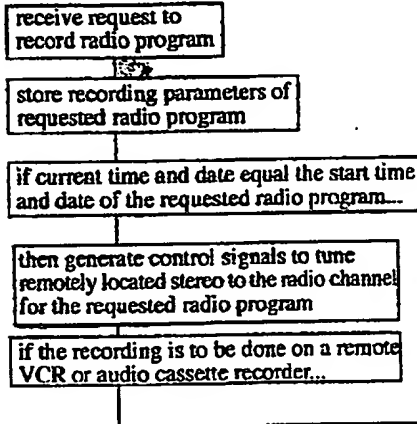 receive request to
record radio program
store recording parameters of
requested radio program
if current time and date equal the start time
and date of the requested radio program...
then generate control signals to tune
remotely located stereo to the radio channel
for the requested radio program
if the recording is to be done on a remote
VCR or audio cassette recorder...